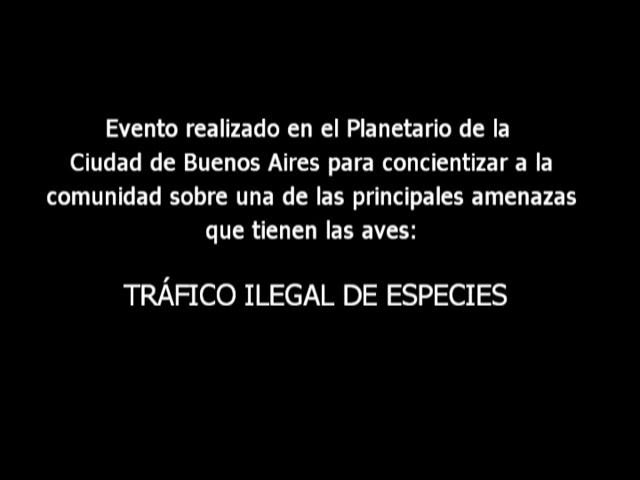 Evento realizado en el Planetario de la
Ciudad de Buenos Aires para concientizar a la
comunidad sobre una de las principales amenazas
que tienen las aves:
TRÁFICO ILEGAL DE ESPECIES